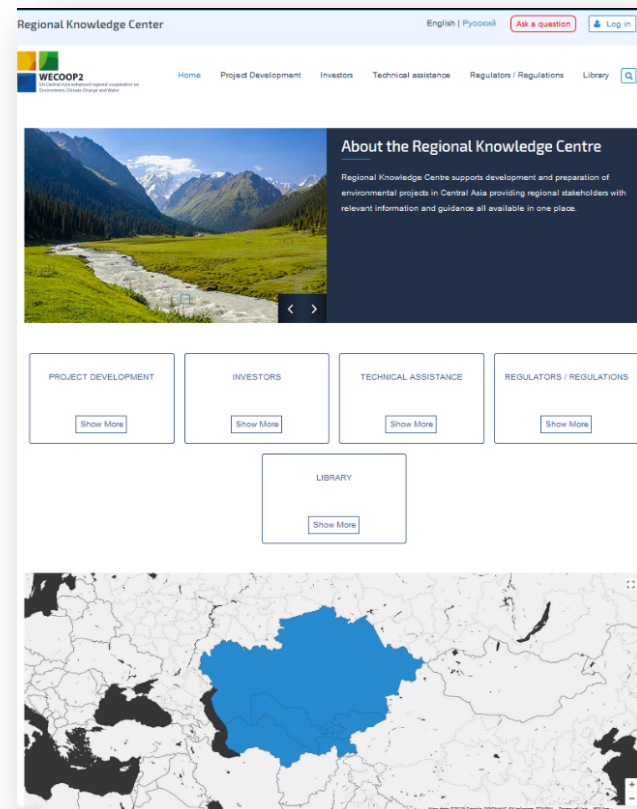 Regional Knowledge Center
English | Русский
Ask a question
Log in
WECOOP2
EU-Central Asia enhanced regional cooperation on
Environment, Climate Change and Water
Home Project Development Investors Technical assistance Regulators / Regulations Library
About the Regional Knowledge Centre
Regional Knowledge Centre supports development and preparation of
environmental projects in Central Asia providing regional stakeholders with
relevant information and guidance all available in one place.
PROJECT DEVELOPMENT
Show More
INVESTORS
Show More
TECHNICAL ASSISTANCE
Show More
REGULATORS / REGULATIONS
Show More
LIBRARY
Show More